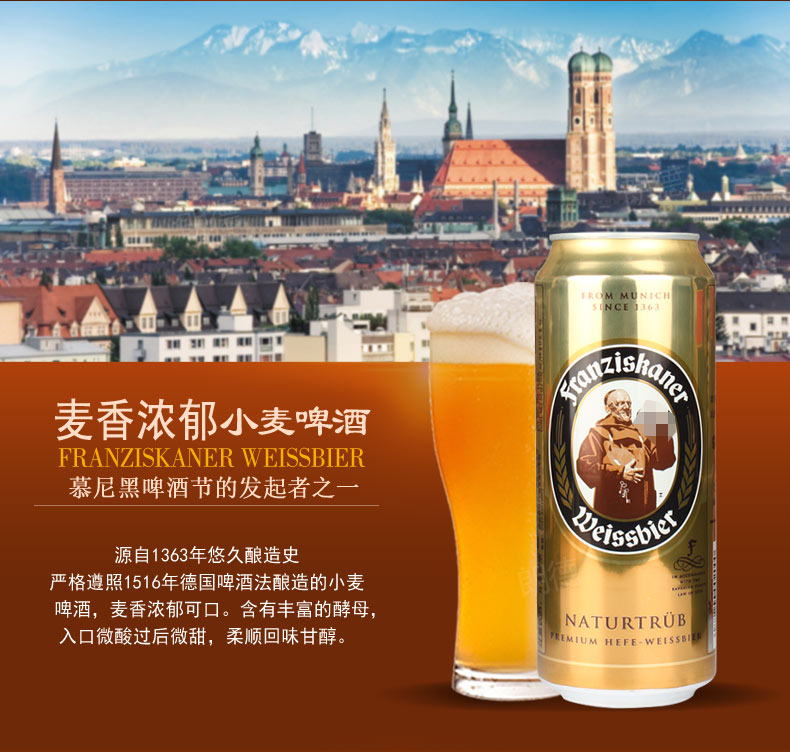 FROM MUNICH
SINCE 1363
Franziskaner
Weissbier
NATURTRÜB
PREMIUM HEFE-WEISSBIER
麦香浓郁小麦啤酒
FRANZISKANER WEISSBIER
慕尼黑啤酒节的发起者之一
源自1363年悠久酿造史
严格遵照1516年德国啤酒法酿造的小麦
啤酒，麦香浓郁可口。含有丰富的酵母，
入口微酸过后微甜，柔顺回味甘醇。